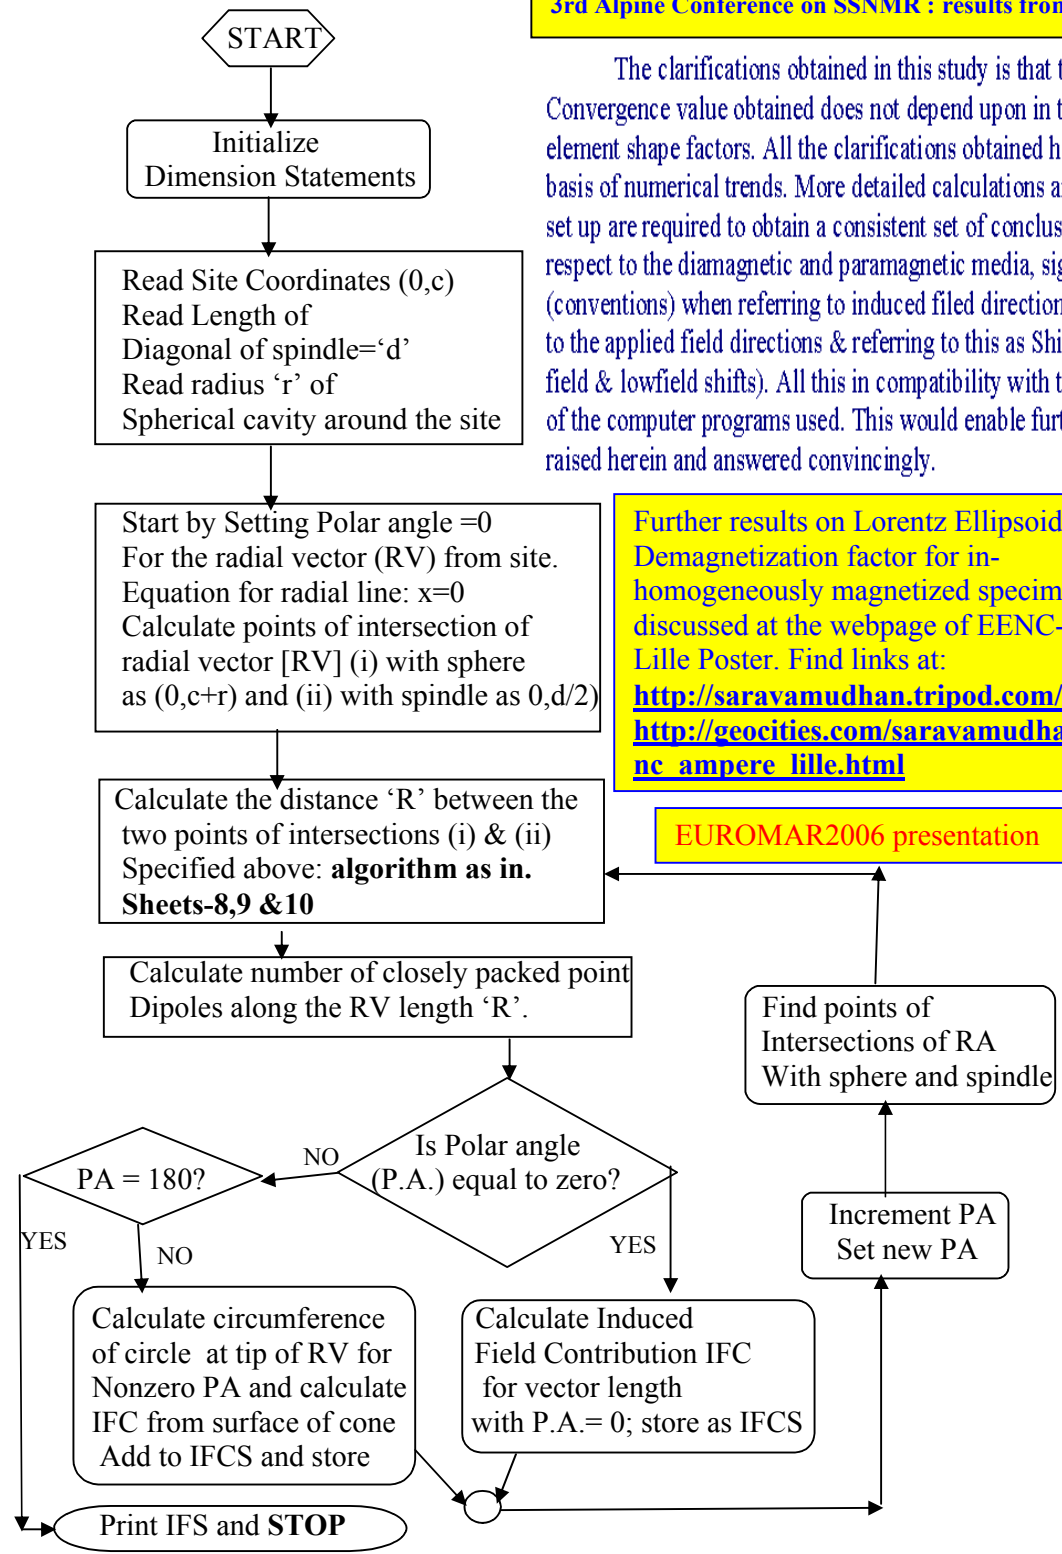 START
Initialize
Dimension Statements
Read Site Coordinates (0,c)
Read Length of
Diagonal of spindle=‘d’
Read radius ‘r’ of
Spherical cavity around the site
Start by Setting Polar angle =0
For the radial vector (RV) from site.
Equation for radial line: x=0
Calculate points of intersection of
radial vector [RV] (i) with sphere
as (0,c+r) and (ii) with spindle as 0,d/2)
Calculate the distance ‘R’ between the
two points of intersections (i) & (ii)
Specified above: algorithm as in.
Sheets-8,9 &10
Calculate number of closely packed point
Dipoles along the RV length ‘R’.
Is Polar angle
(P.A.) equal to zero?
NO
PA = 180?
YES
NO
YES
Calculate circumference
of circle at tip of RV for
Nonzero PA and calculate
IFC from surface of cone
Add to IFCS and store
Calculate Induced
Field Contribution IFC
for vector length
with P.A.= 0; store as IFCS
Print IFS and STOP
Increment PA
Set new PA
Find points of
Intersections of RA
With sphere and spindle
3rd Alpine Conference on SSNMR : results from
The clarifications obtained in this study is that
Convergence value obtained does not depend upon in
element shape factors. All the clarifications obtained
basis of numerical trends. More detailed calculations
set up are required to obtain a consistent set of
respect to the diamagnetic and paramagnetic media,
(conventions) when referring to induced filed
to the applied field directions & referring to this as
field & lowfield shifts). All this in compatibility with
of the computer programs used. This would enable
raised herein and answered convincingly.
Further results on Lorentz Ellipsoid
Demagnetization factor for in-
homogeneously magnetized
discussed at the webpage of EENC-
Lille Poster. Find links at:
http://saravamudhan.tripod.com/
http://geocities.com/saravamudha
nc_ampere_lille.html
EUROMAR2006 presentation